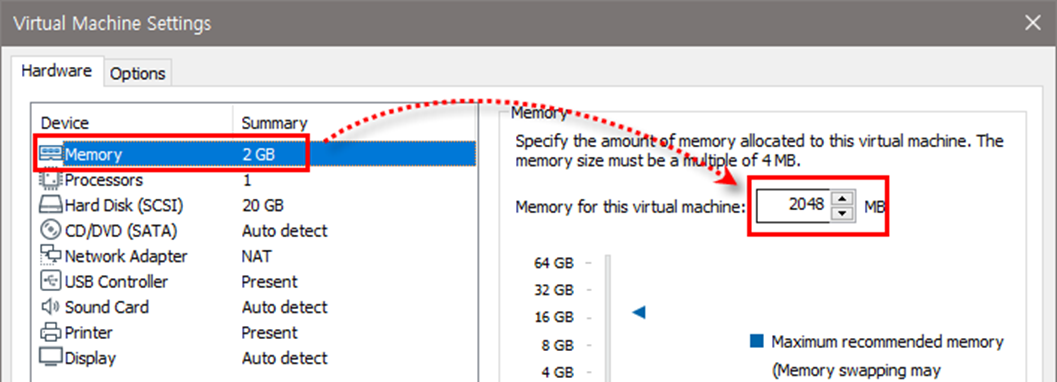 Virtual Machine Settings
Hardware Options
Device Summary
Memory 2 GB
Processors 1
Hard Disk (SCSI) 20 GB
CD/DVD (SATA) Auto detect
Network Adapter NAT
USB Controller Present
Sound Card Auto detect
Printer Present
Display Auto detect
Memory
Specify the amount of memory allocated to this virtual machine. The
memory size must be a multiple of 4 MB.
Memory for this virtual machine: 2048 MB
64 GB
32 GB
16 GB
8 GB
4 GB
Maximum recommended memory
(Memory swapping may